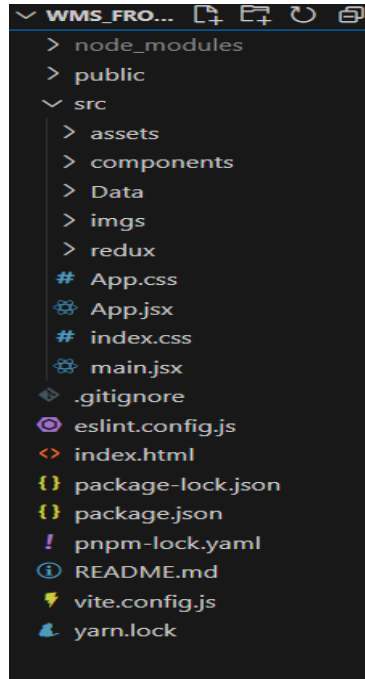 WMS_FRO...
node_modules
public
src
assets
components
Data
imgs
redux
# App.css
App.jsx
# index.css
main.jsx
.gitignore
eslint.config.js
<> index.html
{} package-lock.json
{} package.json
! pnpm-lock.yaml
README.md
vite.config.js
yarn.lock